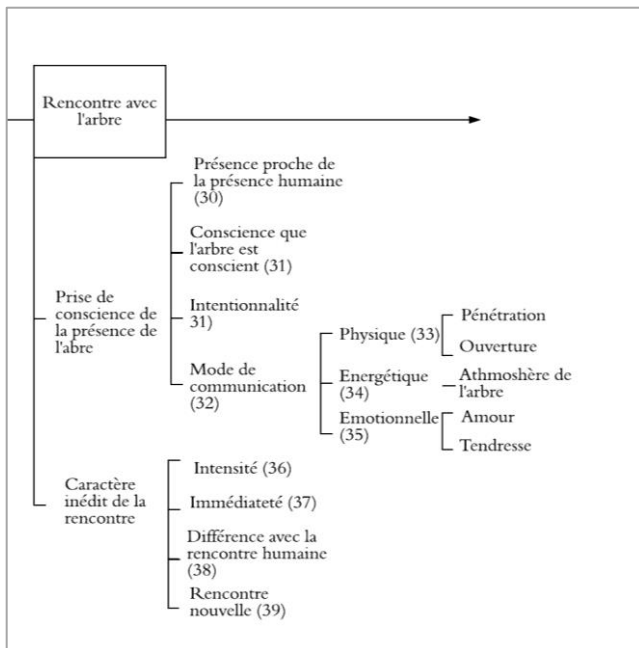 Rencontre avec
l'arbre
Présence proche de
la présence humaine
(30)
Conscience que
l'arbre est
conscient (31)
Prise de
conscience de
la présence de
l'abre
Intentionnalité
31)
Mode de
communication
(32)
Physique (33)
Pénétration
Ouverture
Energétique
(34)
Athmoshère de
l'arbre
Emotionnelle
(35)
Amour
Tendresse
Caractère
inédit de la
rencontre
Intensité (36)
Immédiateté (37)
Différence avec la
rencontre humaine
(38)
Rencontre
nouvelle (39)